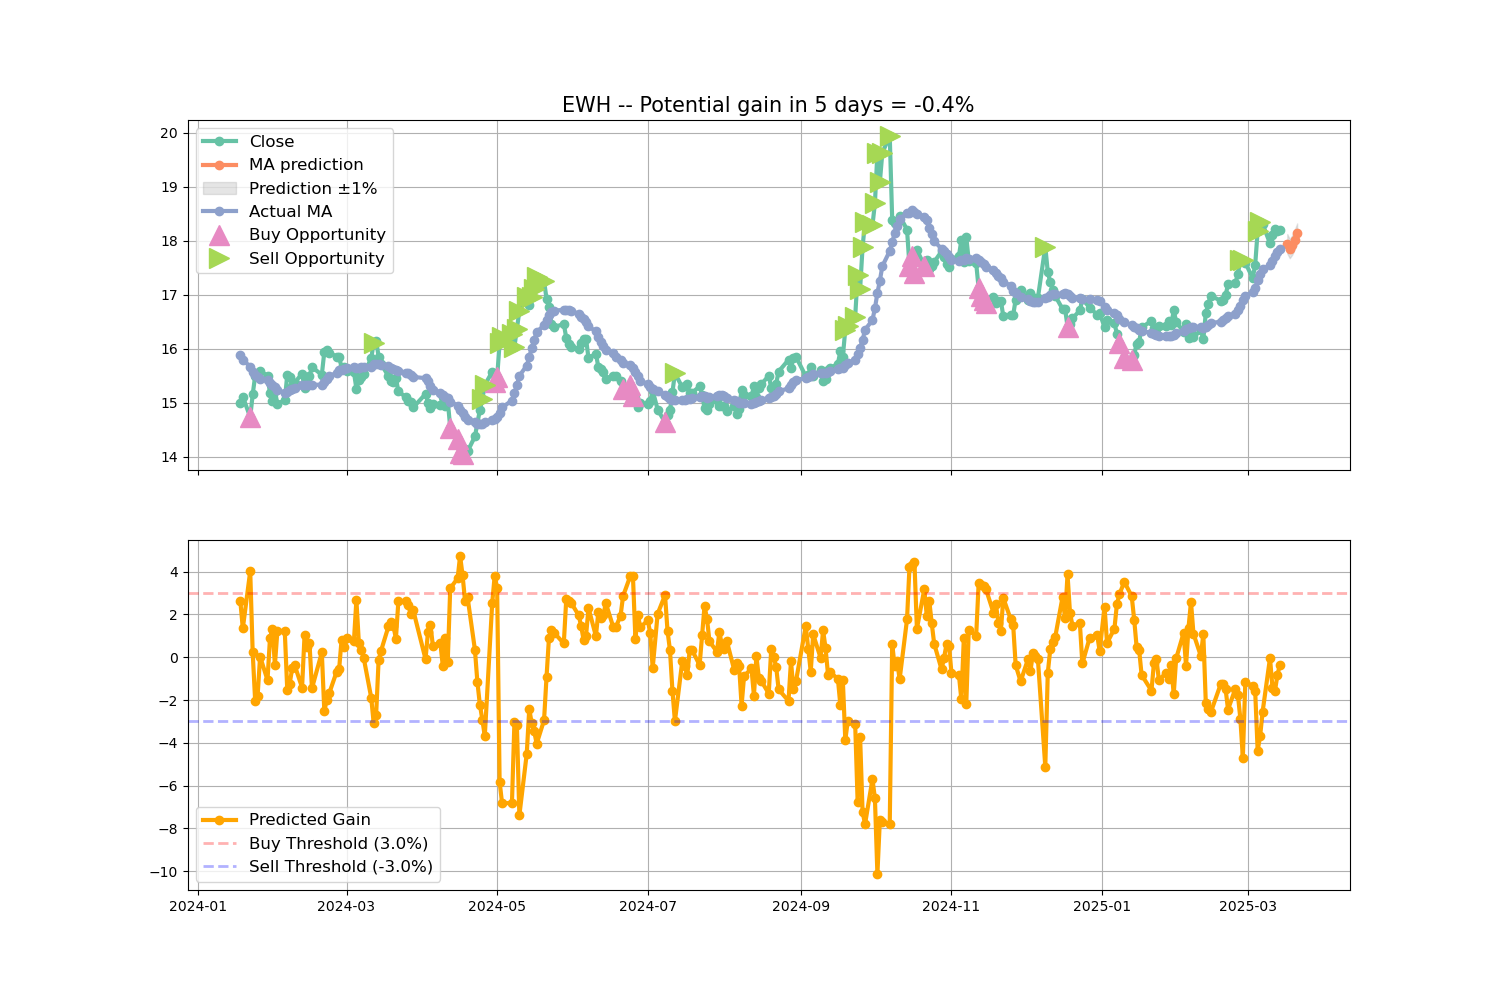 EWH -- Potential gain in 5 days = -0.4%
20
19
18
17
16
15
14
Close
MA prediction
Prediction ±1%
Actual MA
Buy Opportunity
Sell Opportunity
4
2
0
−2
−4
−6
−8
−10
Predicted Gain
Buy Threshold (3.0%)
Sell Threshold (-3.0%)
2024-01
2024-03
2024-05
2024-07
2024-09
2024-11
2025-01
2025-03